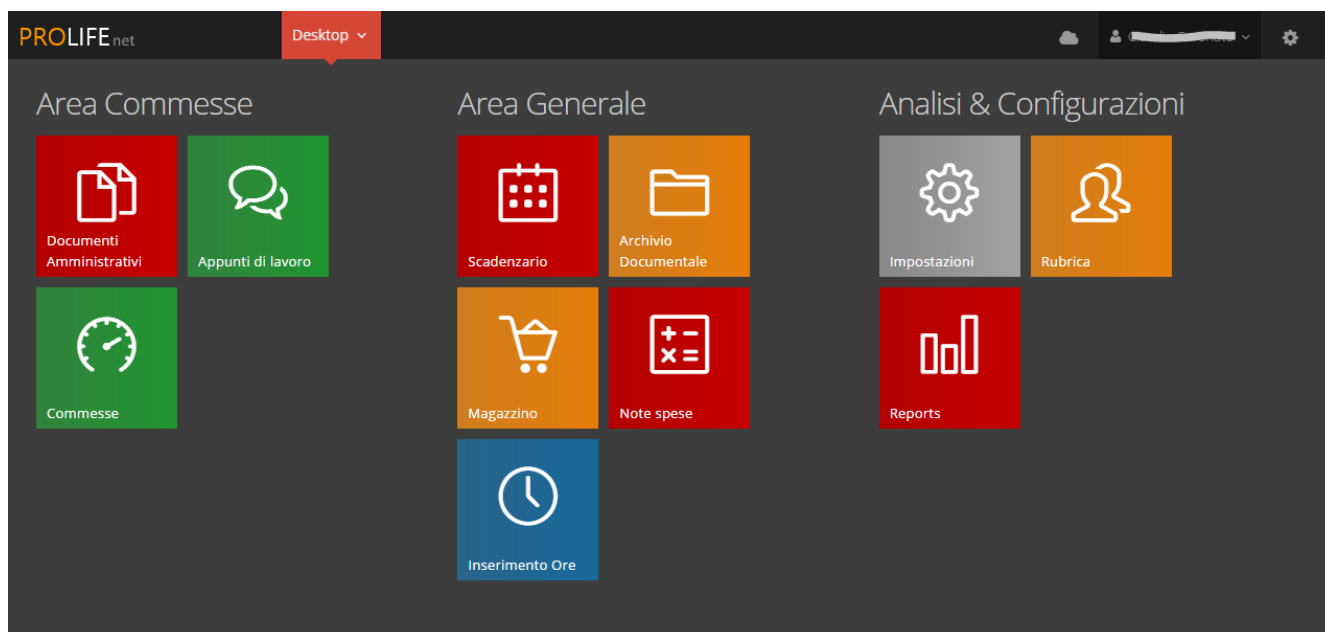 PROLIFE net
Desktop
Area Commesse
Area Generale
Analisi & Configurazioni
Documenti
Amministrativi
Appunti di lavoro
Scadenzario
Archivio
Documentale
Impostazioni
Rubrica
Commesse
Magazzino
Note spese
Reports
Inserimento Ore